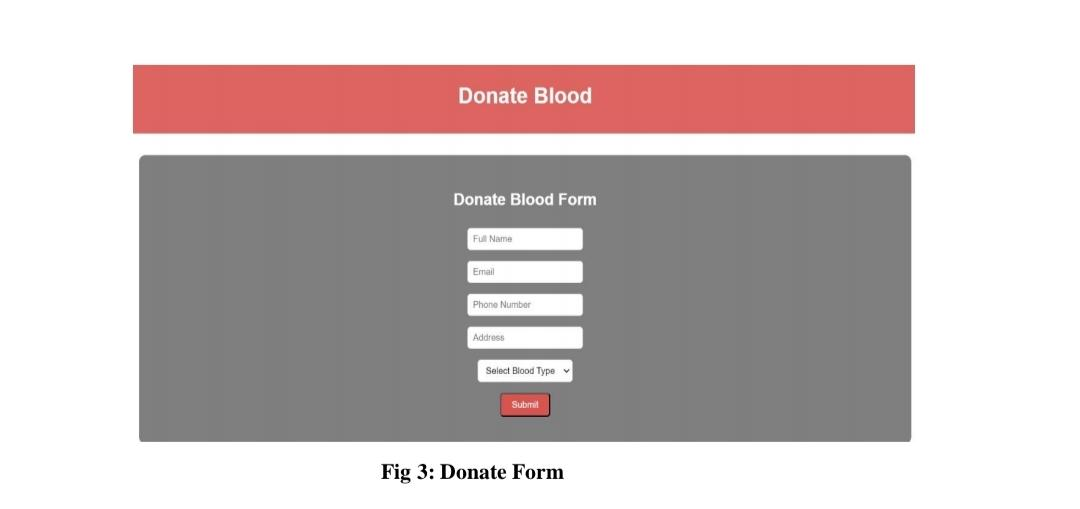 Donate Blood
Donate Blood Form
Full Name
Email
Phone Number
Address
Select Blood Type
Submit
Fig 3: Donate Form